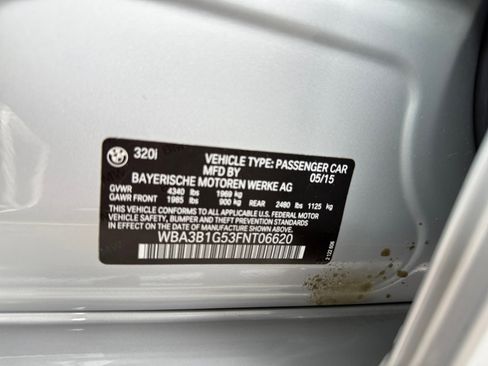 BMW 320i
VEHICLE TYPE: PASSENGER CAR
MFD BY 05/15
BAYERISCHE MOTOREN WERKE AG
GVWR 4340 lbs 1969 kg
GAWR FRONT 1985 lbs 900 kg REAR 2480 lbs 1125 kg
THIS VEHICLE CONFORMS TO ALL APPLICABLE U.S. FEDERAL MOTOR
VEHICLE SAFETY, BUMPER, AND THEFT PREVENTION STANDARDS
IN EFFECT ON THE DATE OF MANUFACTURE SHOWN ABOVE.
WBA3B1G53FNT06620